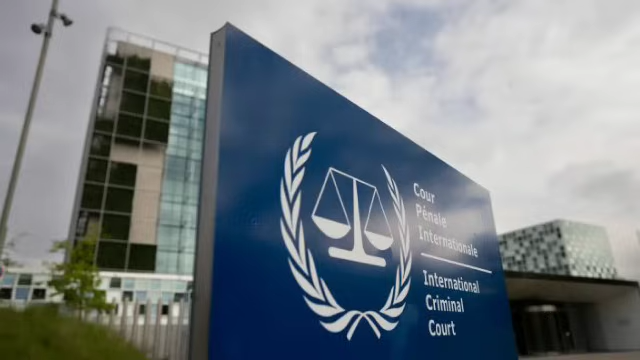 Cour
Pénale
Internationale
International
Criminal
Court